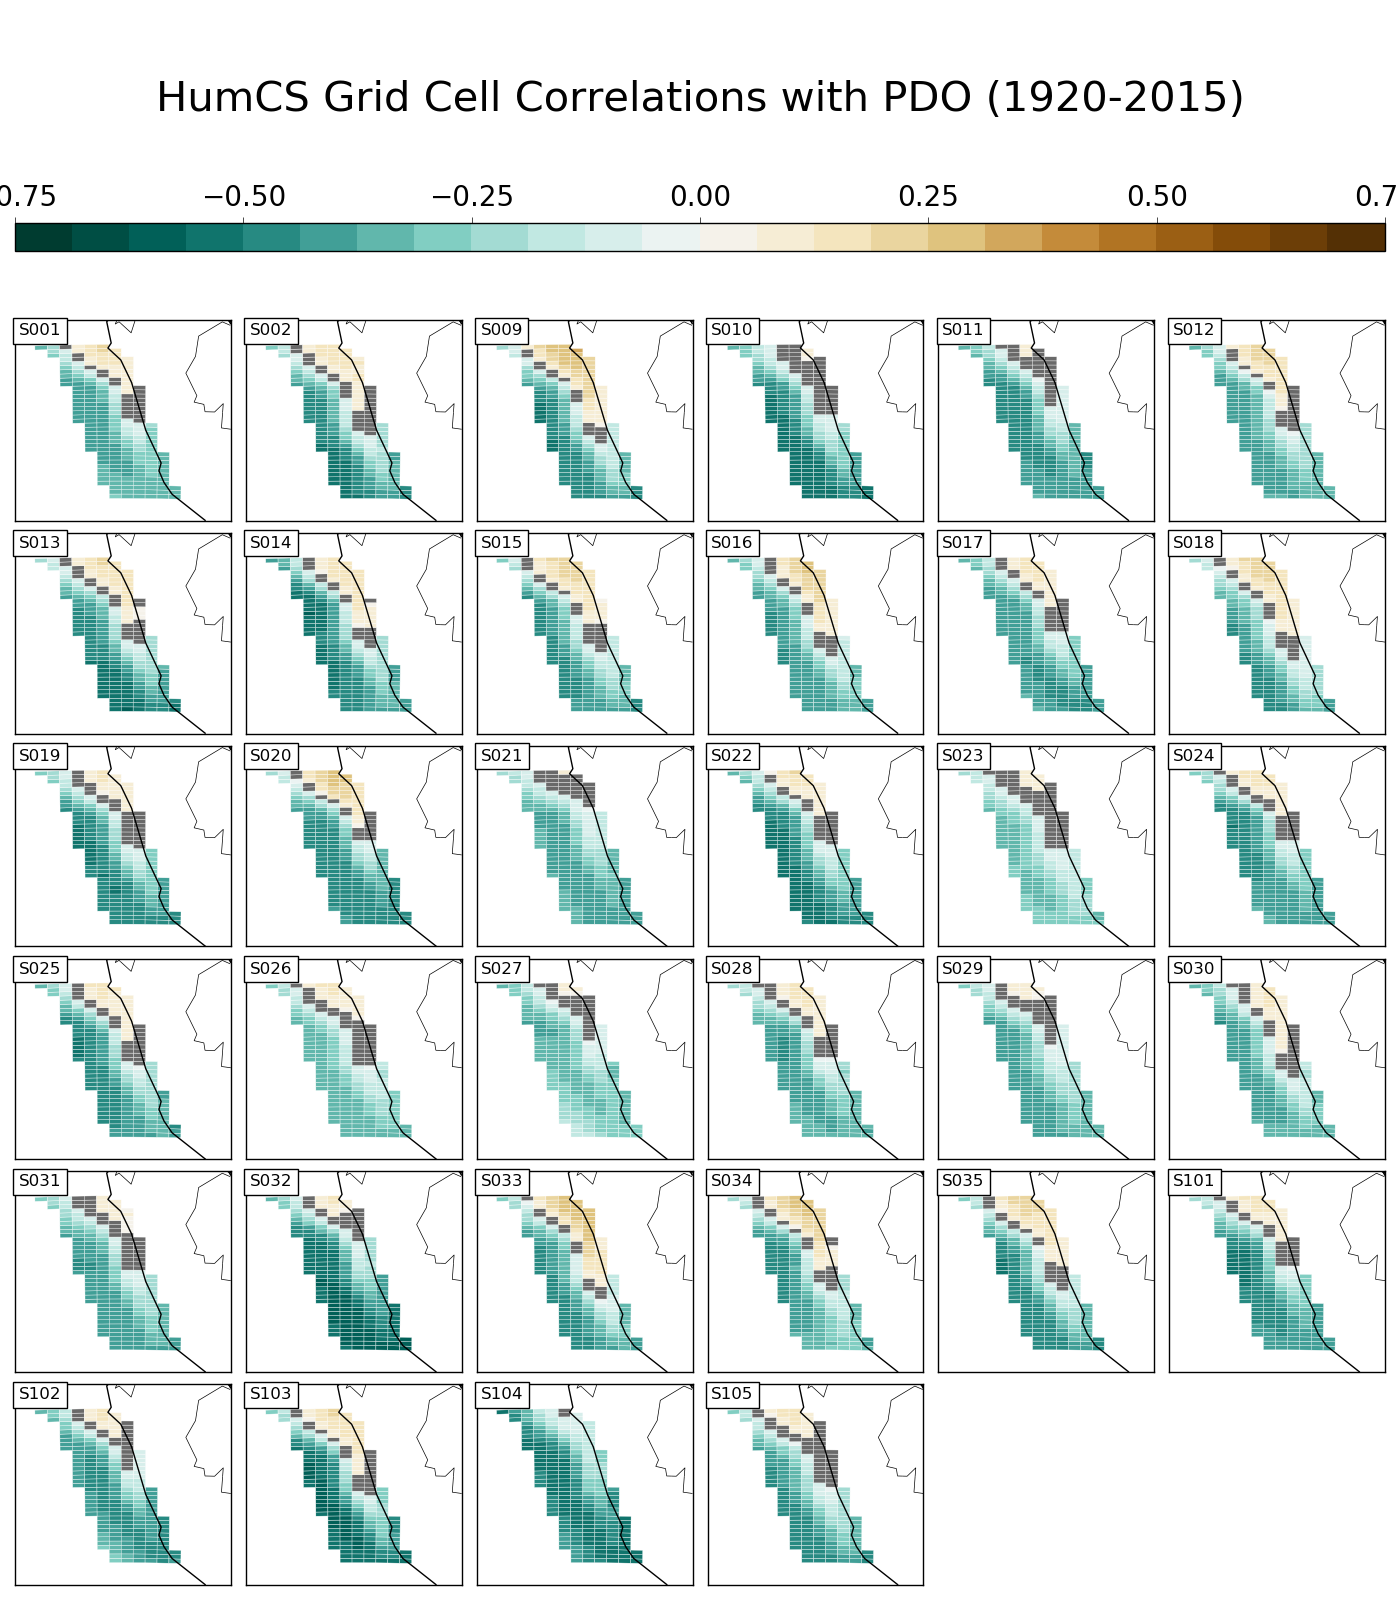 HumCS Grid Cell Correlations with PDO (1920-2015)
0.75 −0.50 −0.25 0.00 0.25 0.50 0.7
S001 S002 S009 S010 S011 S012
S013 S014 S015 S016 S017 S018
S019 S020 S021 S022 S023 S024
S025 S026 S027 S028 S029 S030
S031 S032 S033 S034 S035 S101
S102 S103 S104 S105